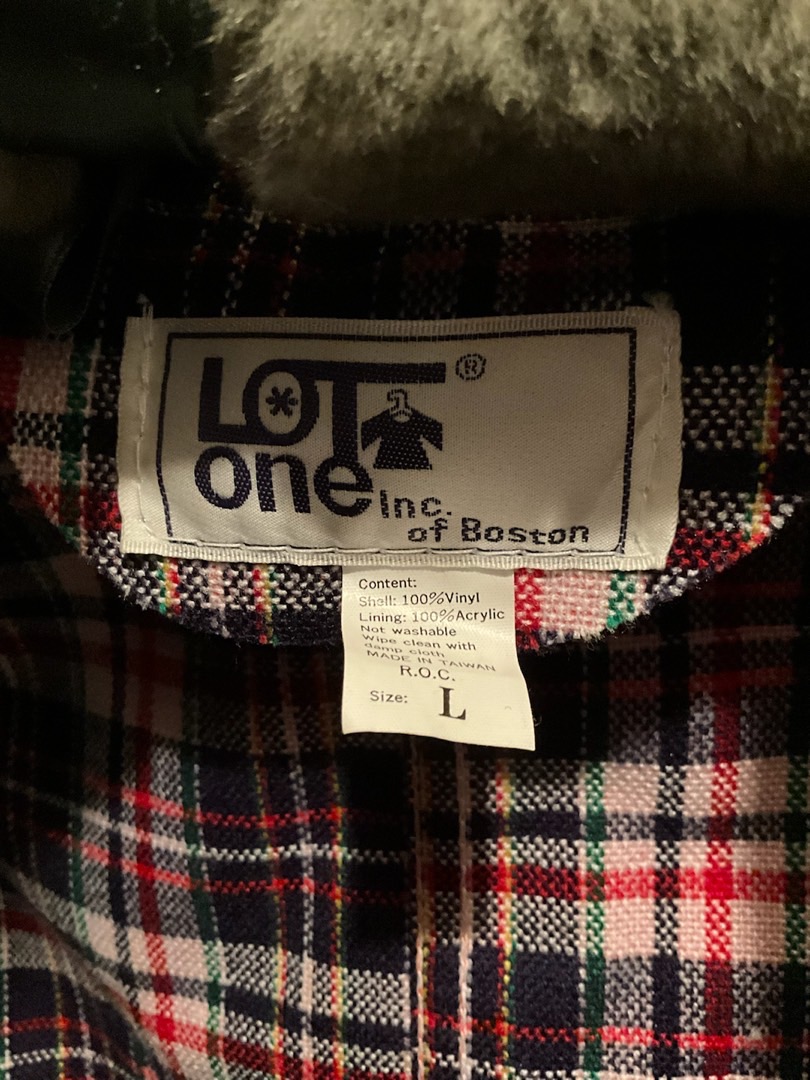 LOT ®
one Inc.
of Boston
Content:
Shell: 100%Vinyl
Lining: 100%Acrylic
Not washable
Wipe clean with
damp cloth
MADE IN TAIWAN
R.O.C.
Size: L